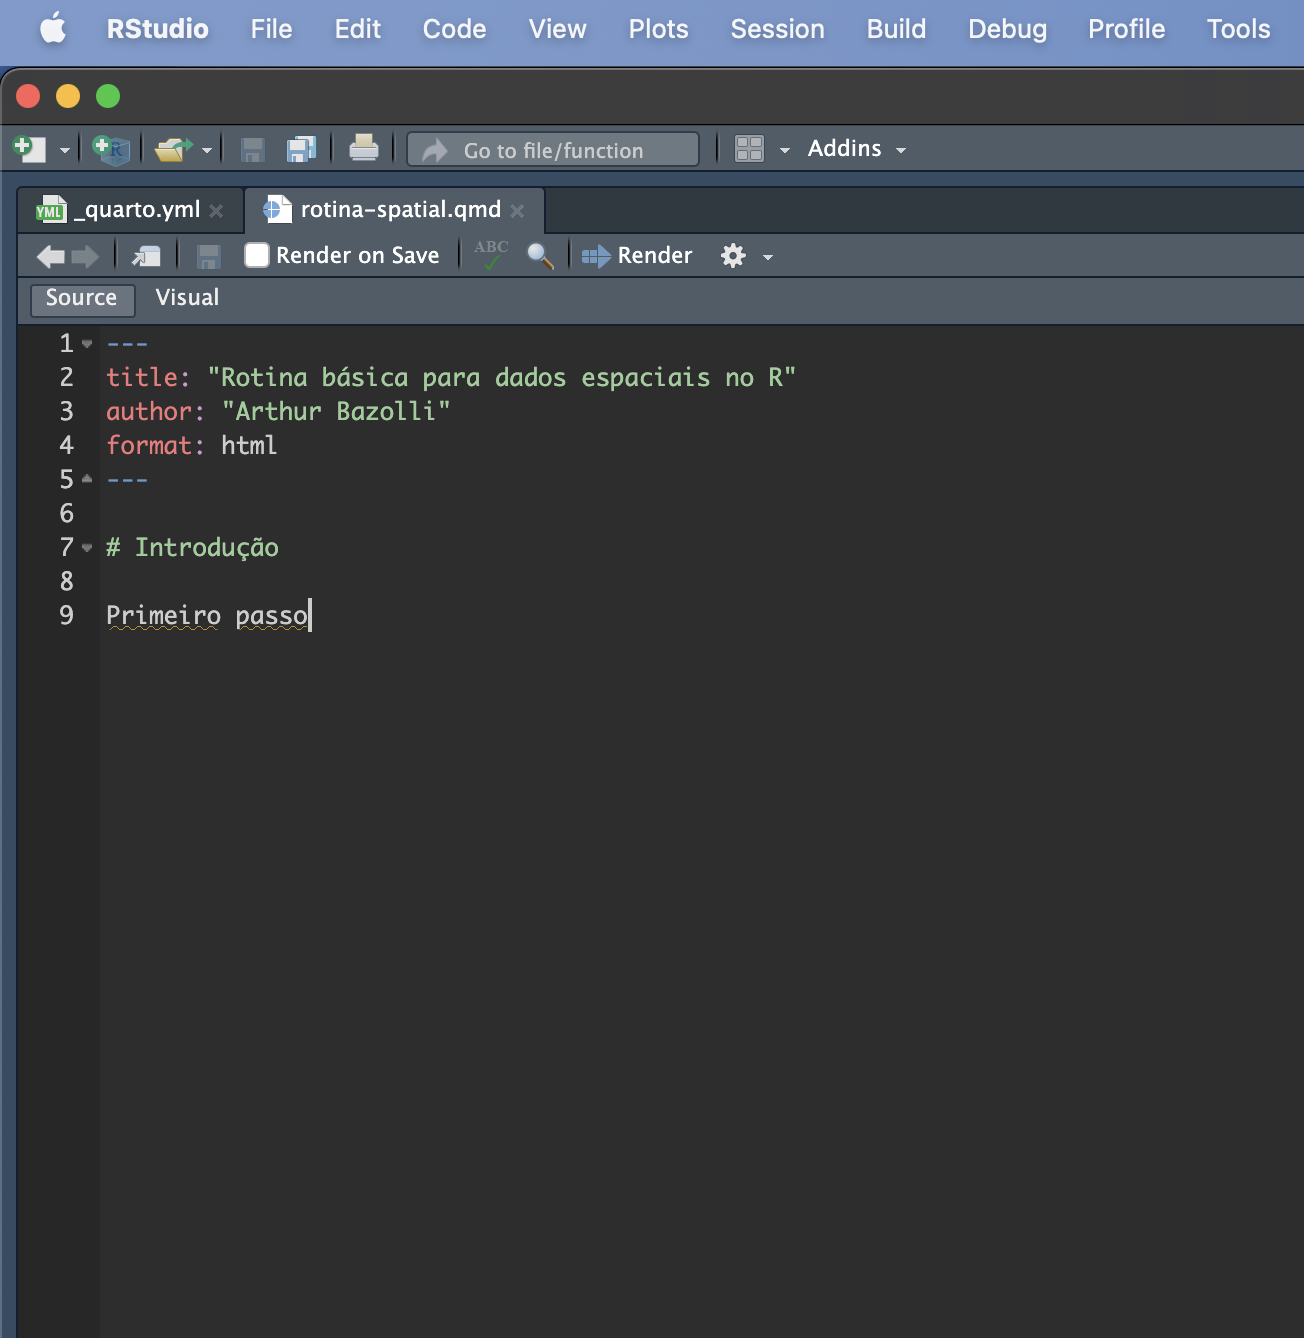 RStudio File Edit Code View Plots Session Build Debug Profile Tools
R Go to file/function Addins
YML _quarto.yml rotina-spatial.qmd
Render on Save ABC Render
Source Visual
1 ---
2 title: "Rotina básica para dados espaciais no R"
3 author: "Arthur Bazolli"
4 format: html
5 ---
6
7 # Introdução
8
9 Primeiro passo